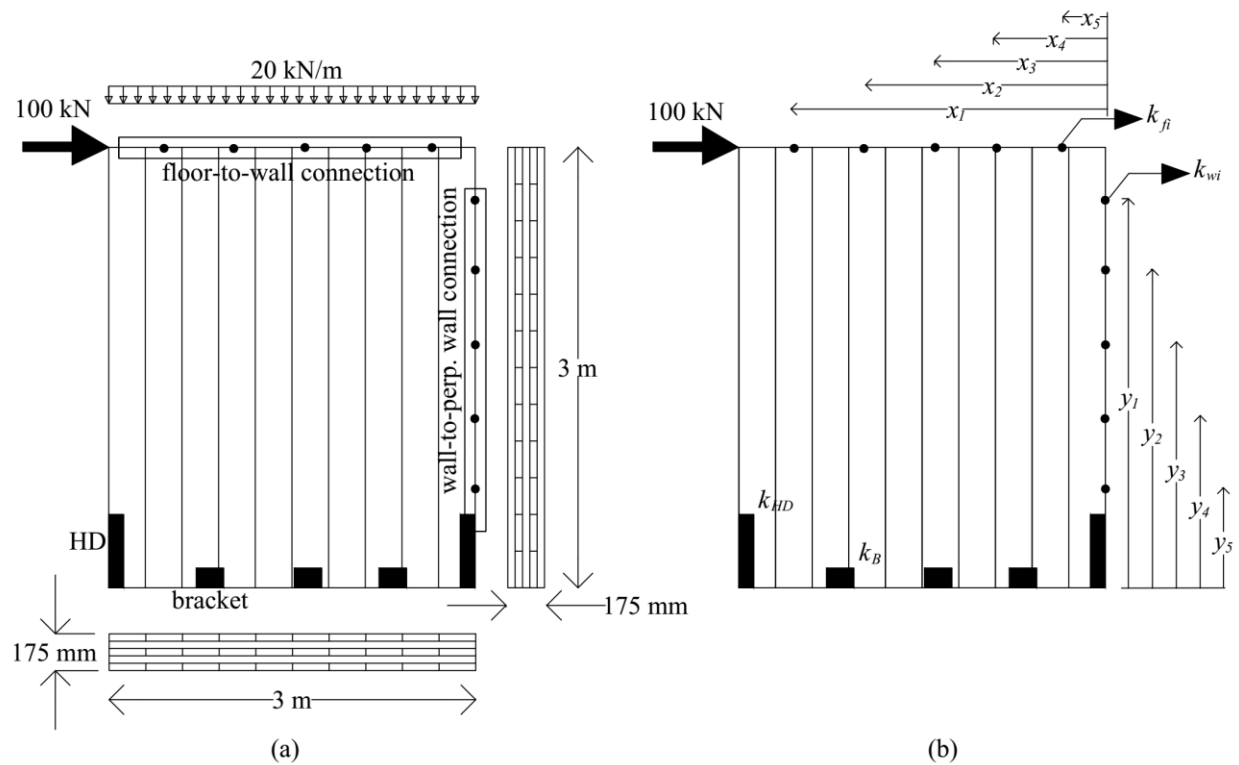 20 kN/m
100 kN
floor-to-wall connection
wall-to-perp. wall connection
3 m
HD
bracket
175 mm
175 mm
3 m
(a)
x5
x4
x3
x2
x1
100 kN
kfi
kwi
y1
y2
y3
y4
y5
kHD
kB
(b)